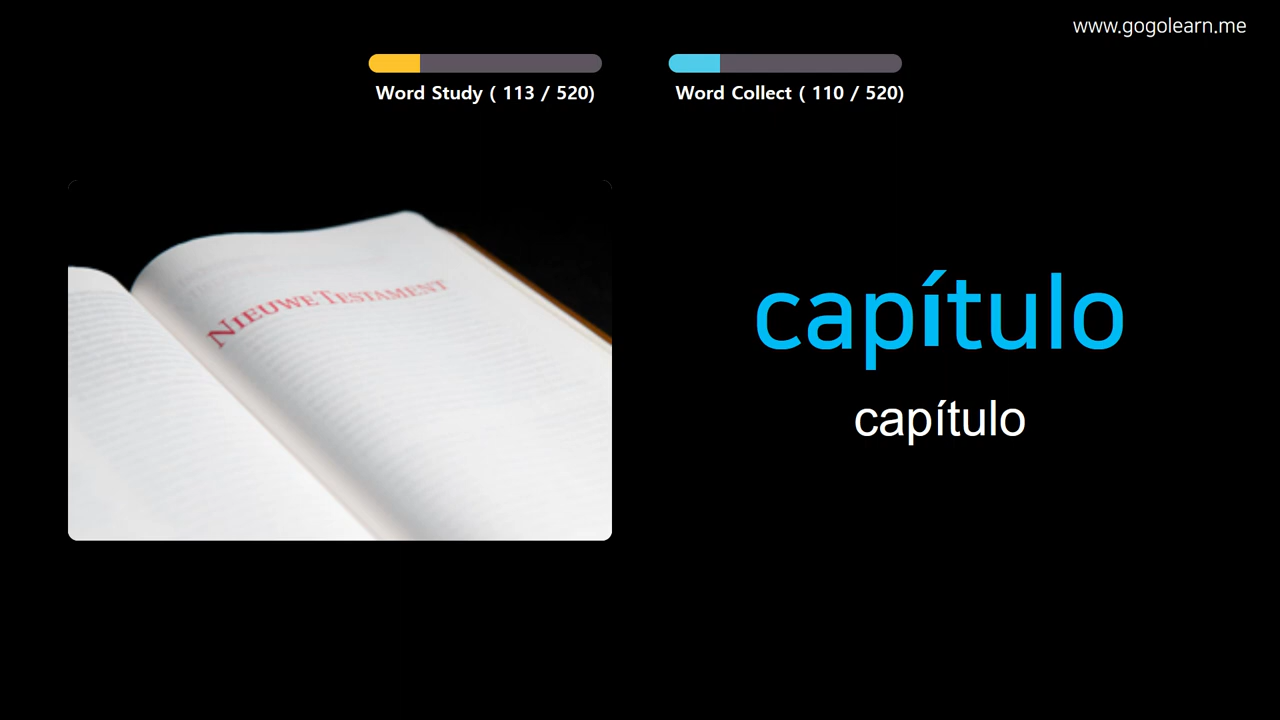 www.gogolearn.me
Word Study ( 113 / 520)
Word Collect ( 110 / 520)
NIEUWE TESTAMENT
capítulo
capítulo